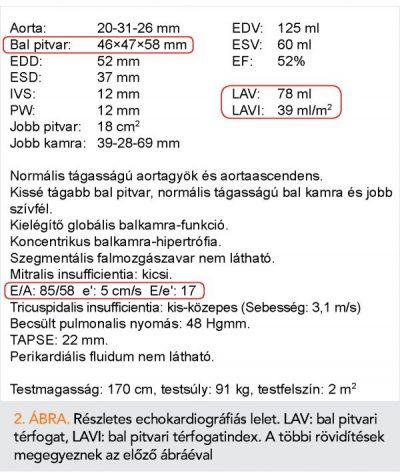 Aorta: 20-31-26 mm EDV: 125 ml
Bal pitvar: 46×47×58 mm ESV: 60 ml
EDD: 52 mm EF: 52%
ESD: 37 mm
IVS: 12 mm LAV: 78 ml
PW: 12 mm LAVI: 39 ml/m²
Jobb pitvar: 18 cm²
Jobb kamra: 39-28-69 mm
Normális tágasságú aortagyök és aortaascendens.
Kissé tágabb bal pitvar, normális tágasságú bal kamra és jobb
szívfél.
Kielégítő globális balkamra-funkció.
Koncentrikus balkamra-hipertrófia.
Szegmentális falmozgászavar nem látható.
Mitralis insufficientia: kicsi.
E/A: 85/58 e': 5 cm/s E/e': 17
Tricuspidalis insufficientia: kis-közepes (Sebesség: 3,1 m/s)
Becsült pulmonalis nyomás: 48 Hgmm.
TAPSE: 22 mm.
Perikardiális fluidum nem látható.
Testmagasság: 170 cm, testsúly: 91 kg, testfelszín: 2 m²
2. ÁBRA. Részletes echokardiográfiás lelet. LAV: bal pitvari
térfogat, LAVI: bal pitvari térfogatindex. A többi rövidítések
megegyeznek az előző ábráéval